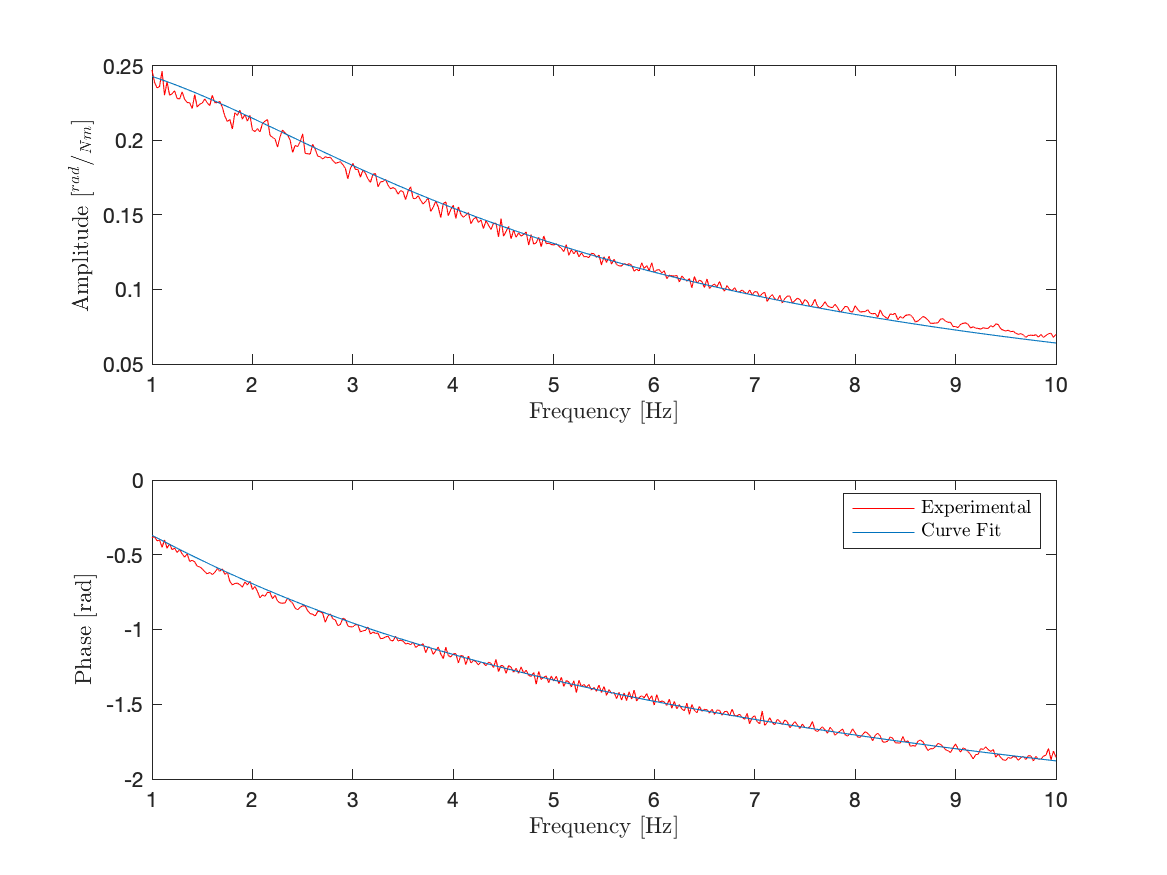 0.25
0.2
0.15
0.1
0.05
Amplitude [rad/Nm]
1 2 3 4 5 6 7 8 9 10
Frequency [Hz]
0
-0.5
-1
-1.5
-2
Phase [rad]
Experimental
Curve Fit
1 2 3 4 5 6 7 8 9 10
Frequency [Hz]